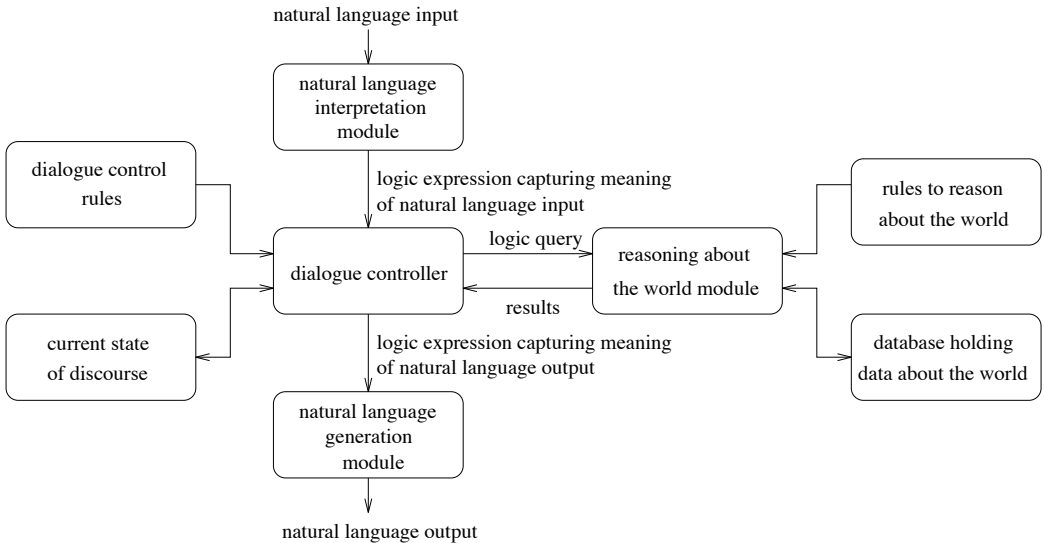 natural language input
natural language
interpretation
module
dialogue control
rules
logic expression capturing meaning
of natural language input
rules to reason
about the world
logic query
dialogue controller
reasoning about
the world module
results
current state
of discourse
logic expression capturing meaning
of natural language output
database holding
data about the world
natural language
generation
module
natural language output